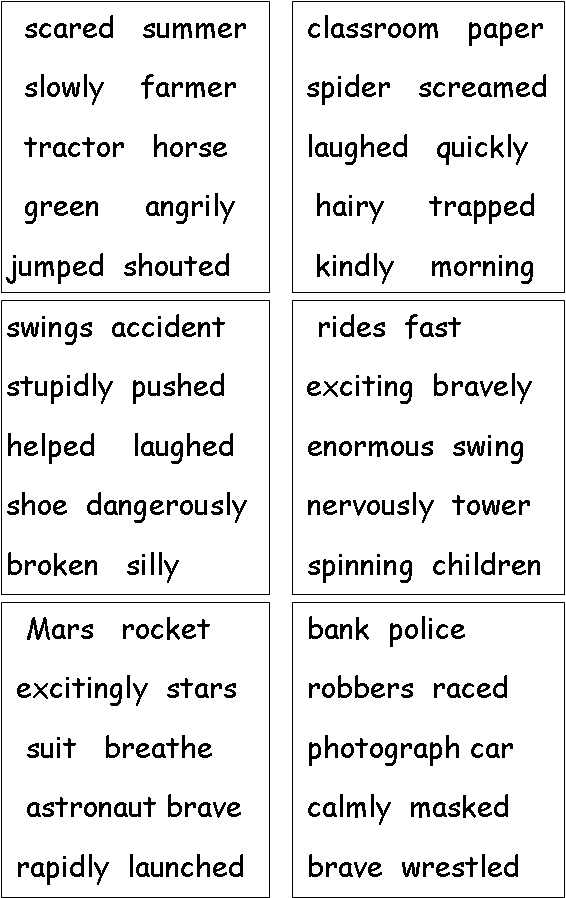 scared summer
slowly farmer
tractor horse
green angrily
jumped shouted
classroom paper
spider screamed
laughed quickly
hairy trapped
kindly morning
swings accident
stupidly pushed
helped laughed
shoe dangerously
broken silly
rides fast
exciting bravely
enormous swing
nervously tower
spinning children
Mars rocket
excitingly stars
suit breathe
astronaut brave
rapidly launched
bank police
robbers raced
photograph car
calmly masked
brave wrestled